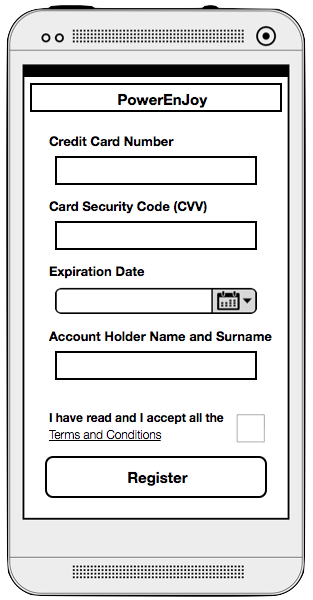 PowerEnJoy
Credit Card Number
Card Security Code (CVV)
Expiration Date
Account Holder Name and Surname
I have read and I accept all the
Terms and Conditions
Register